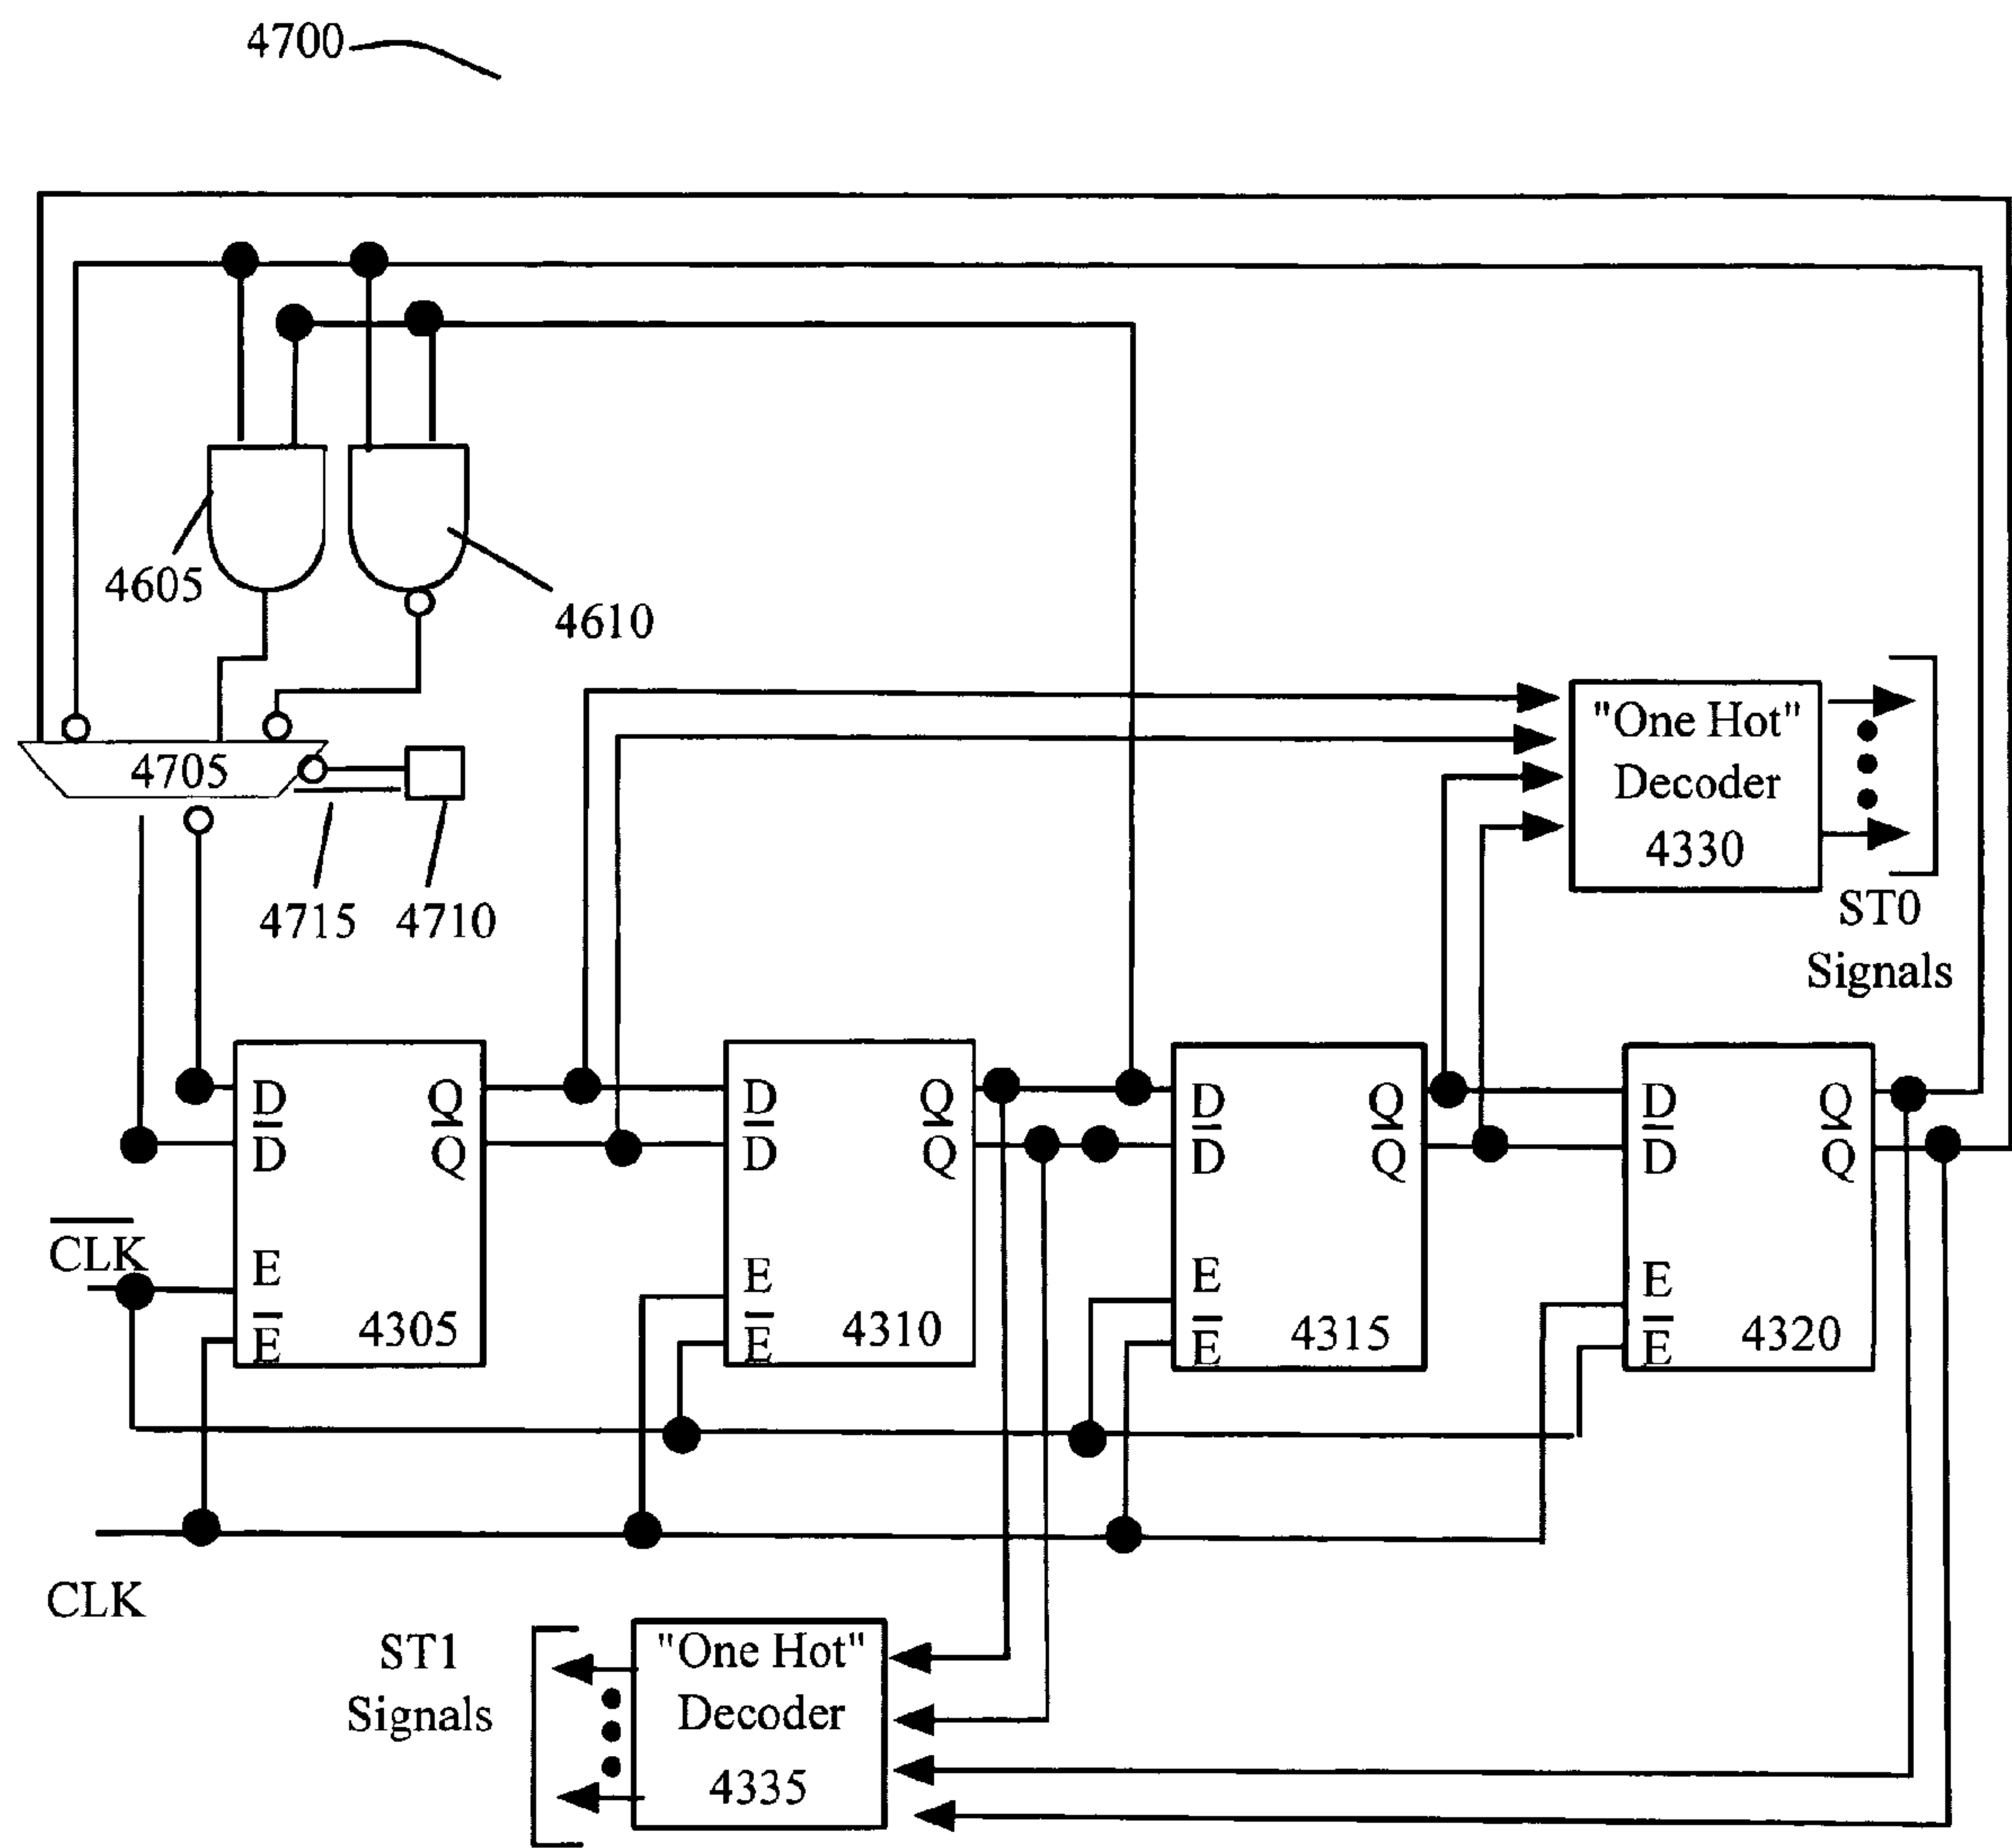 4700
4605
4610
4705
4715
4710
"One Hot"
Decoder
4330
ST0
Signals
D
D̅
Q
Q̅
E
E̅
4305
D
D̅
Q
Q̅
E
E̅
4310
D
D̅
Q
Q̅
E
E̅
4315
D
D̅
Q
Q̅
E
E̅
4320
C̅L̅K̅
CLK
ST1
Signals
"One Hot"
Decoder
4335